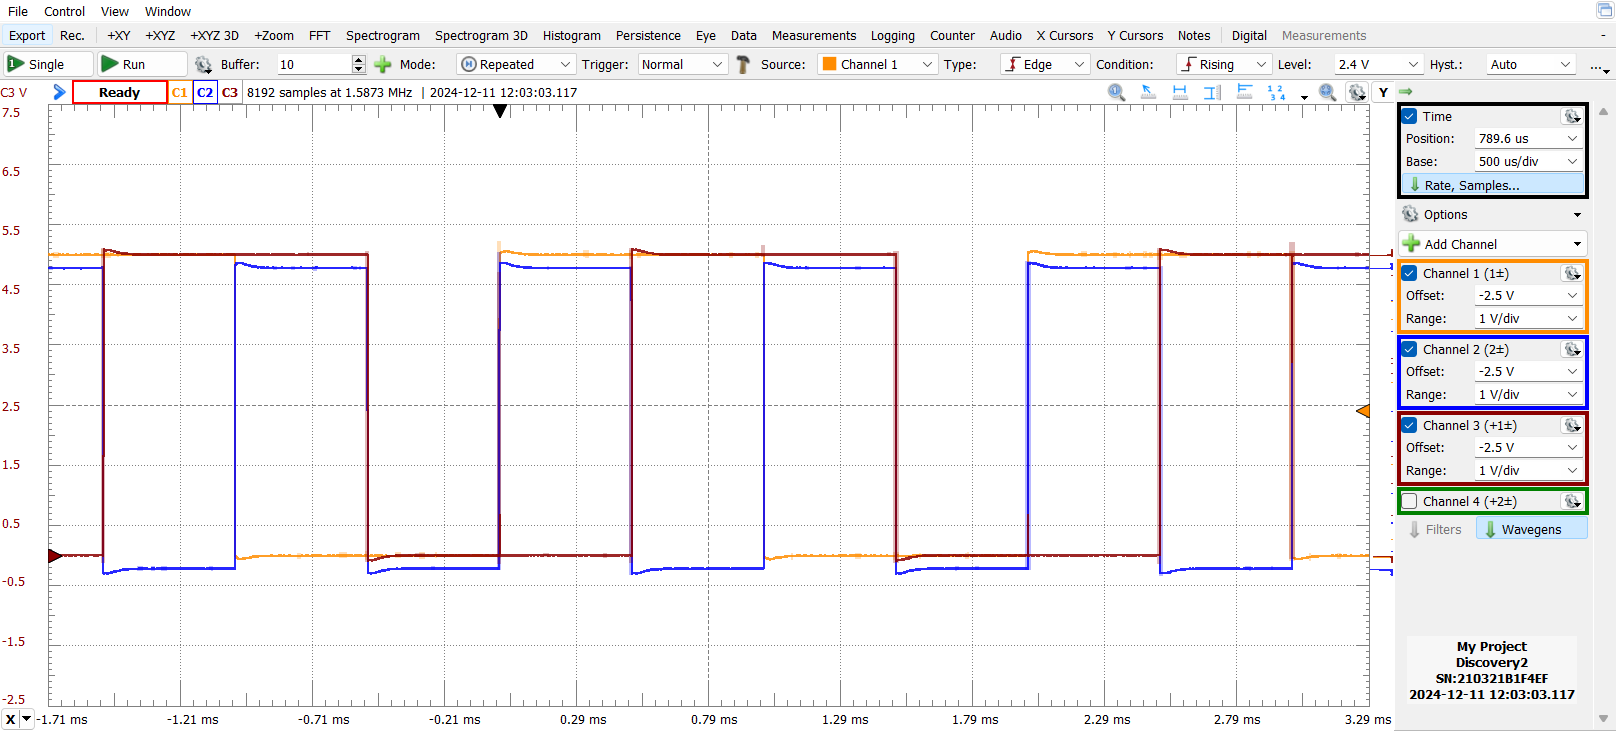 File Control View Window
Export Rec. +XY +XYZ +XYZ 3D +Zoom FFT Spectrogram Spectrogram 3D Histogram Persistence Eye Data Measurements Logging Counter Audio X Cursors Y Cursors Notes Digital Measurements -
1 Single Run Buffer: 10 Mode: Repeated Trigger: Normal Source: Channel 1 Type: Edge Condition: Rising Level: 2.4 V Hyst.: Auto ...
C3 V Ready C1 C2 C3 8192 samples at 1.5873 MHz | 2024-12-11 12:03:03.117 1 2 3 4 Y
7.5
6.5
5.5
4.5
3.5
2.5
1.5
0.5
-0.5
-1.5
-2.5
X -1.71 ms -1.21 ms -0.71 ms -0.21 ms 0.29 ms 0.79 ms 1.29 ms 1.79 ms 2.29 ms 2.79 ms 3.29 ms
Time
Position: 789.6 us
Base: 500 us/div
Rate, Samples...
Options
Add Channel
Channel 1 (1±)
Offset: -2.5 V
Range: 1 V/div
Channel 2 (2±)
Offset: -2.5 V
Range: 1 V/div
Channel 3 (+1±)
Offset: -2.5 V
Range: 1 V/div
Channel 4 (+2±)
Filters Wavegens
My Project
Discovery2
SN:210321B1F4EF
2024-12-11 12:03:03.117